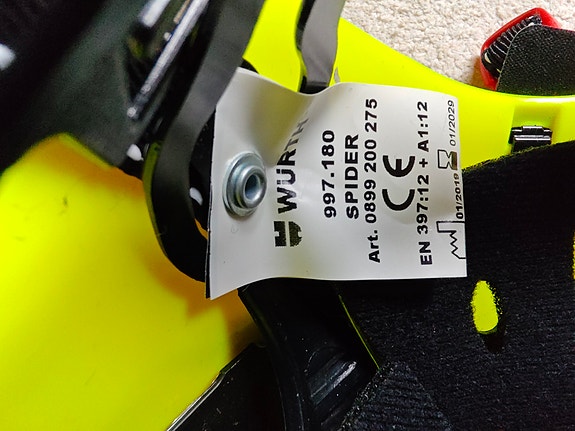 WÜRTH
997.180
SPIDER
Art. 0899 200 275
CE
EN 397:12 + A1:12
01/2019 01/2029